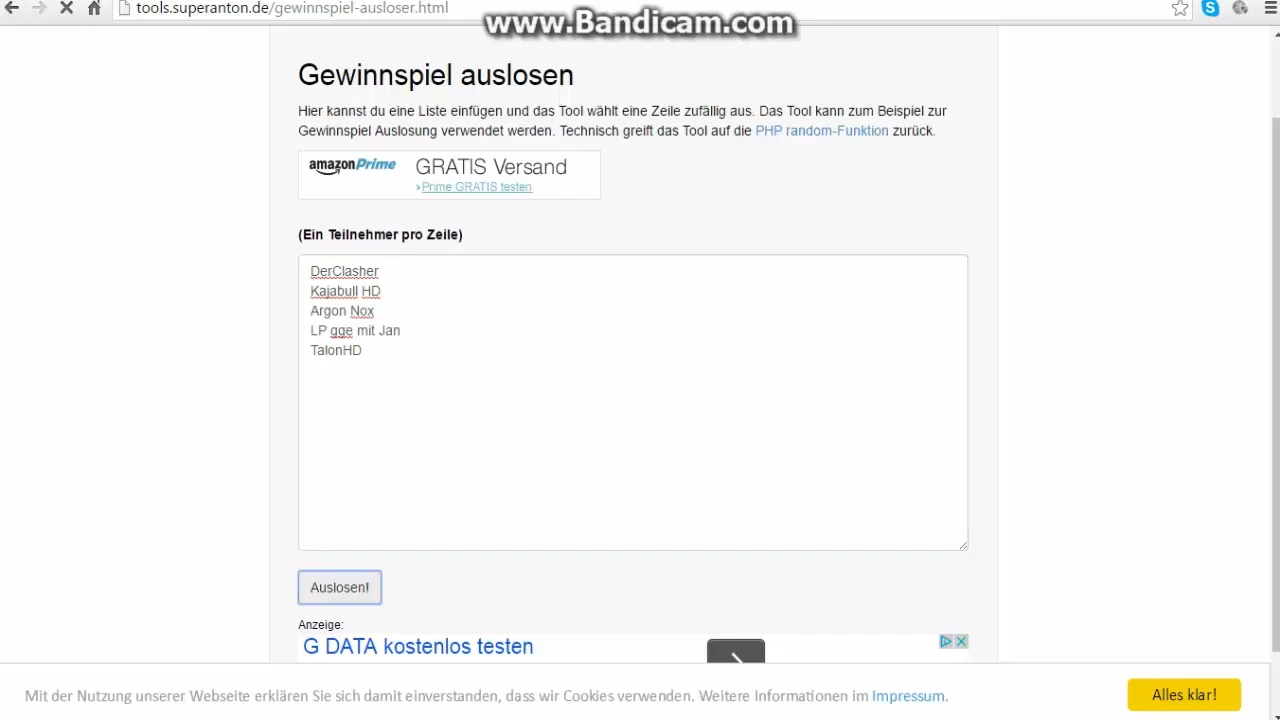 tools.superanton.de/gewinnspiel-ausloser.html
www.Bandicam.com
Gewinnspiel auslosen
Hier kannst du eine Liste einfügen und das Tool wählt eine Zeile zufällig aus. Das Tool kann zum Beispiel zur
Gewinnspiel Auslosung verwendet werden. Technisch greift das Tool auf die PHP random-Funktion zurück.
amazonPrime
GRATIS Versand
›Prime GRATIS testen
(Ein Teilnehmer pro Zeile)
DerClasher
Kajabull HD
Argon Nox
LP gge mit Jan
TalonHD
Auslosen!
Anzeige:
G DATA kostenlos testen
Mit der Nutzung unserer Webseite erklären Sie sich damit einverstanden, dass wir Cookies verwenden. Weitere Informationen im Impressum.
Alles klar!